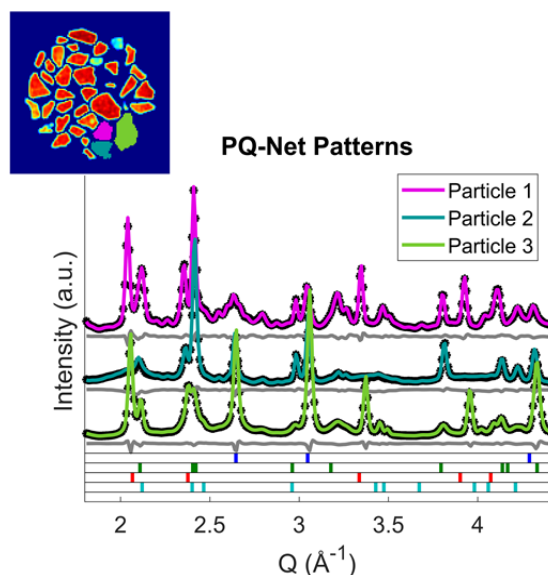 PQ-Net Patterns
Particle 1
Particle 2
Particle 3
Intensity (a.u.)
2 2.5 3 3.5 4
Q (Å⁻¹)